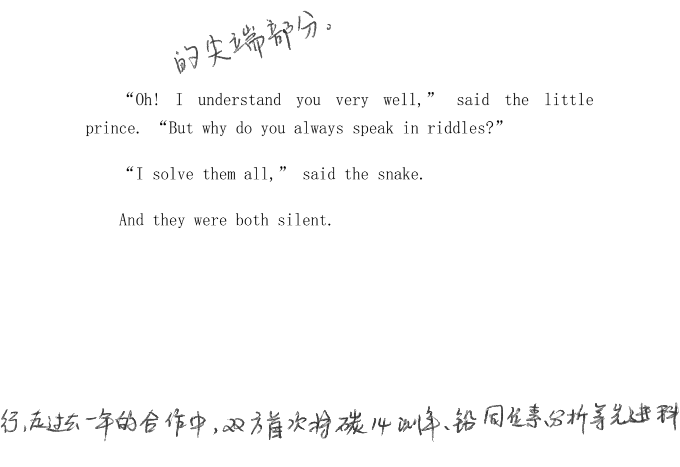 的尖端部分。
“Oh! I understand you very well,” said the little
prince. “But why do you always speak in riddles?”
“I solve them all,” said the snake.
And they were both silent.
行,在过去一年的合作中,双方首次将碳14测年、铅同位素分析等先进科